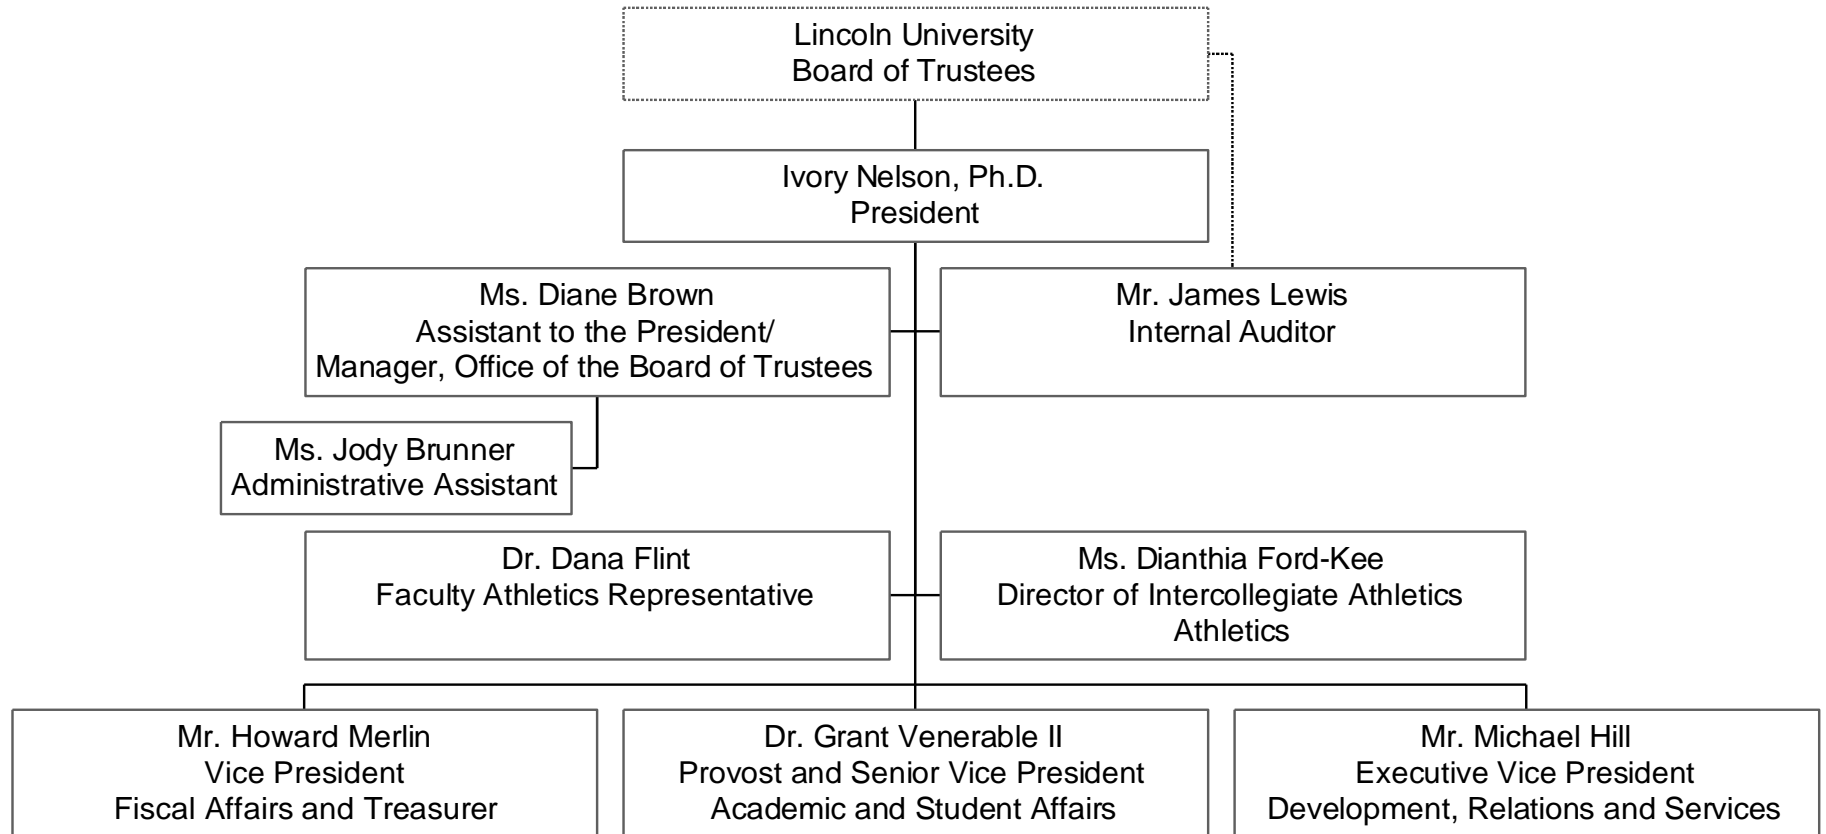 Lincoln University
Board of Trustees
Ivory Nelson, Ph.D.
President
Ms. Diane Brown
Assistant to the President/
Manager, Office of the Board of Trustees
Mr. James Lewis
Internal Auditor
Ms. Jody Brunner
Administrative Assistant
Dr. Dana Flint
Faculty Athletics Representative
Ms. Dianthia Ford-Kee
Director of Intercollegiate Athletics
Athletics
Mr. Howard Merlin
Vice President
Fiscal Affairs and Treasurer
Dr. Grant Venerable II
Provost and Senior Vice President
Academic and Student Affairs
Mr. Michael Hill
Executive Vice President
Development, Relations and Services